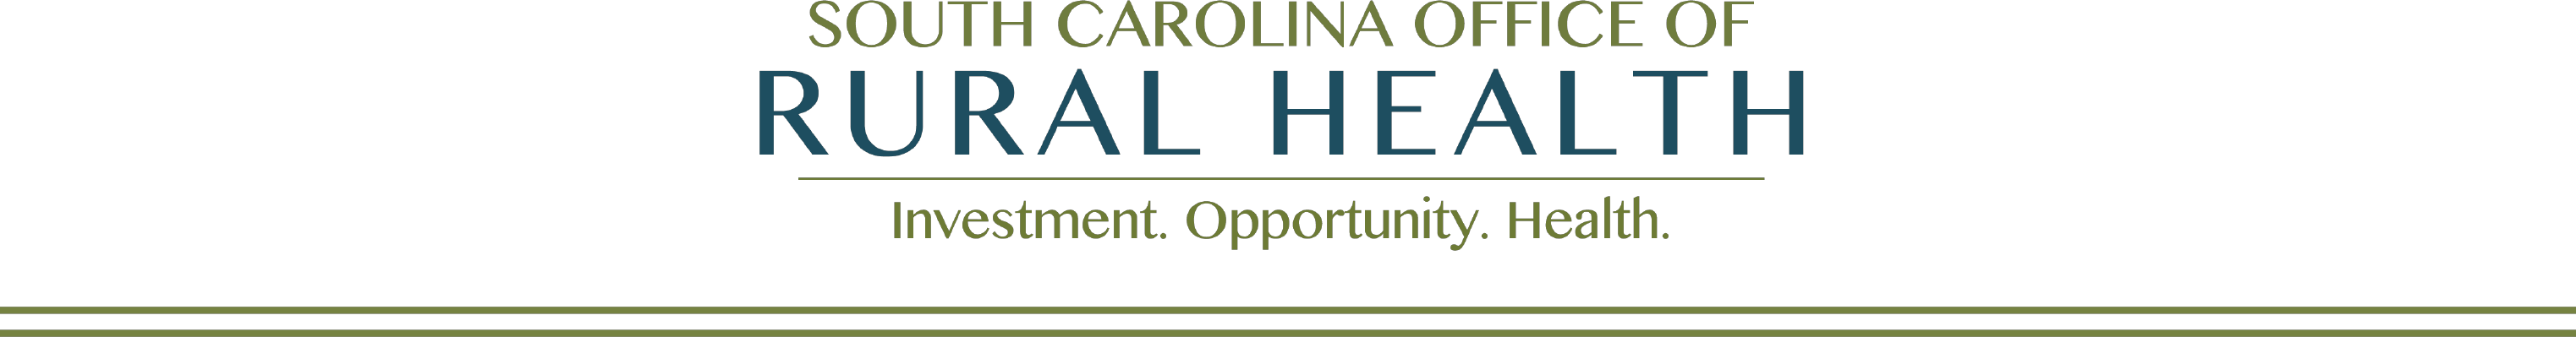 SOUTH CAROLINA OFFICE OF
RURAL HEALTH
Investment. Opportunity. Health.